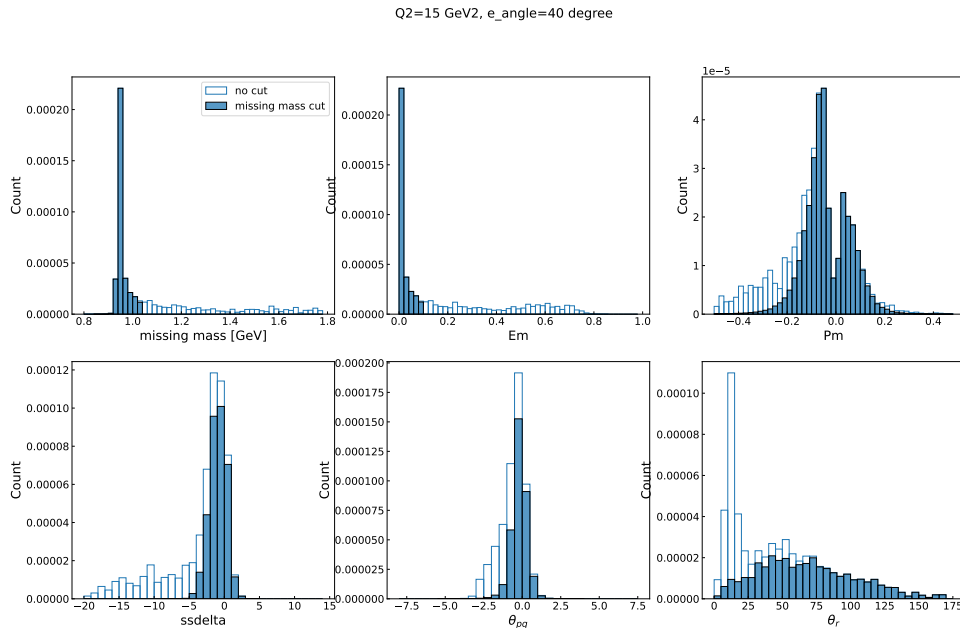 Q2=15 GeV2, e_angle=40 degree
no cut
missing mass cut
Count
0.00020
0.00015
0.00010
0.00005
0.00000
0.8 1.0 1.2 1.4 1.6 1.8
missing mass [GeV]
Count
0.00020
0.00015
0.00010
0.00005
0.00000
0.0 0.2 0.4 0.6 0.8 1.0
Em
1e−5
Count
4
3
2
1
0
−0.4 −0.2 0.0 0.2 0.4
Pm
Count
0.00012
0.00010
0.00008
0.00006
0.00004
0.00002
0.00000
−20 −15 −10 −5 0 5 10 15
ssdelta
Count
0.000200
0.000175
0.000150
0.000125
0.000100
0.000075
0.000050
0.000025
0.000000
−7.5 −5.0 −2.5 0.0 2.5 5.0 7.5
θpq
Count
0.00010
0.00008
0.00006
0.00004
0.00002
0.00000
0 25 50 75 100 125 150 175
θr